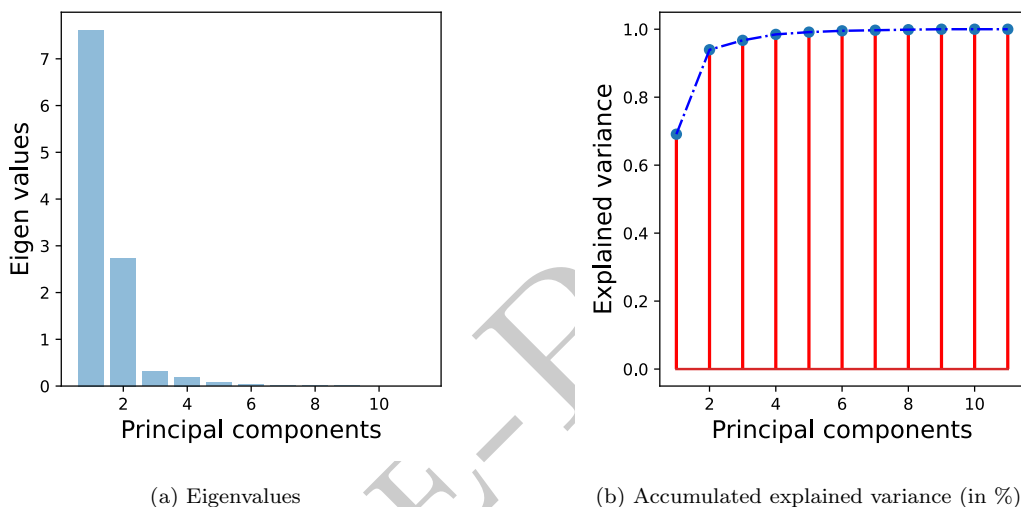 7
6
5
4
3
2
1
0
Eigen values
2 4 6 8 10
Principal components
(a) Eigenvalues
1.0
0.8
0.6
0.4
0.2
0.0
Explained variance
2 4 6 8 10
Principal components
(b) Accumulated explained variance (in %)
E-P